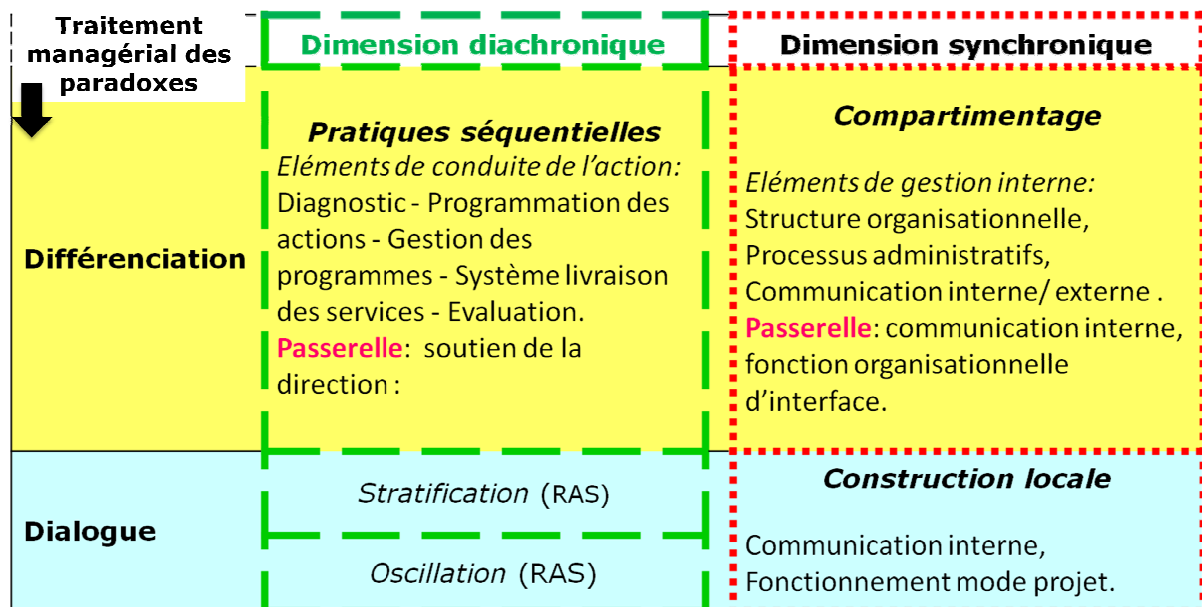 Traitement
managérial des
paradoxes
Dimension diachronique
Dimension synchronique
Différenciation
Pratiques séquentielles
Eléments de conduite de l'action:
Diagnostic - Programmation des
actions - Gestion des
programmes - Système livraison
des services - Evaluation.
Passerelle: soutien de la
direction :
Compartimentage
Eléments de gestion interne:
Structure organisationnelle,
Processus administratifs,
Communication interne/ externe .
Passerelle: communication interne,
fonction organisationnelle
d'interface.
Dialogue
Stratification (RAS)
Oscillation (RAS)
Construction locale
Communication interne,
Fonctionnement mode projet.